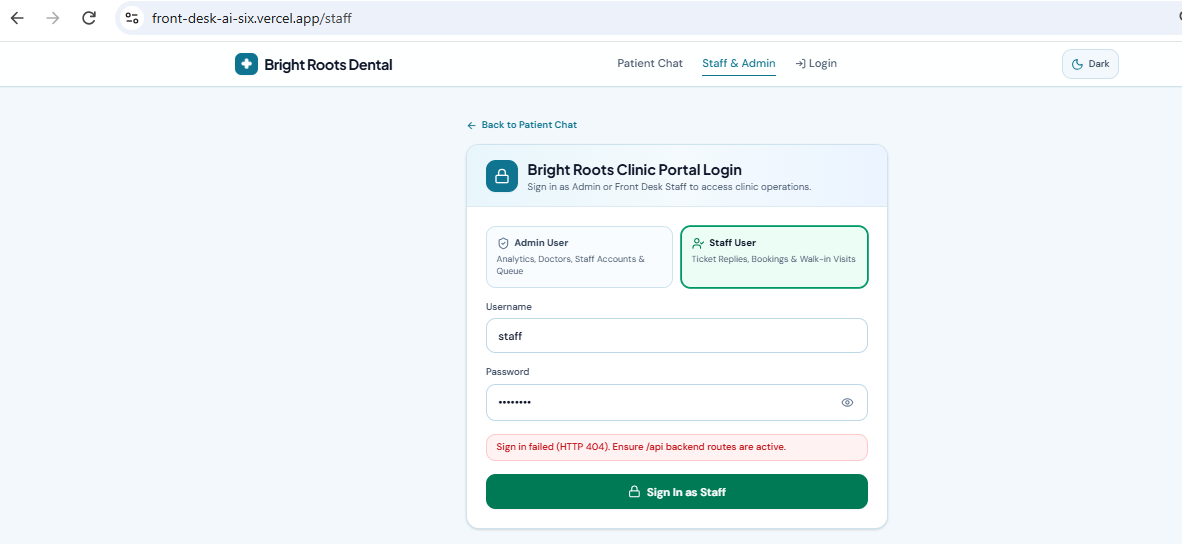 front-desk-ai-six.vercel.app/staff
Bright Roots Dental
Patient Chat
Staff & Admin
Login
Dark
Back to Patient Chat
Bright Roots Clinic Portal Login
Sign in as Admin or Front Desk Staff to access clinic operations.
Admin User
Analytics, Doctors, Staff Accounts &
Queue
Staff User
Ticket Replies, Bookings & Walk-in Visits
Username
staff
Password
••••••••
Sign in failed (HTTP 404). Ensure /api backend routes are active.
Sign In as Staff